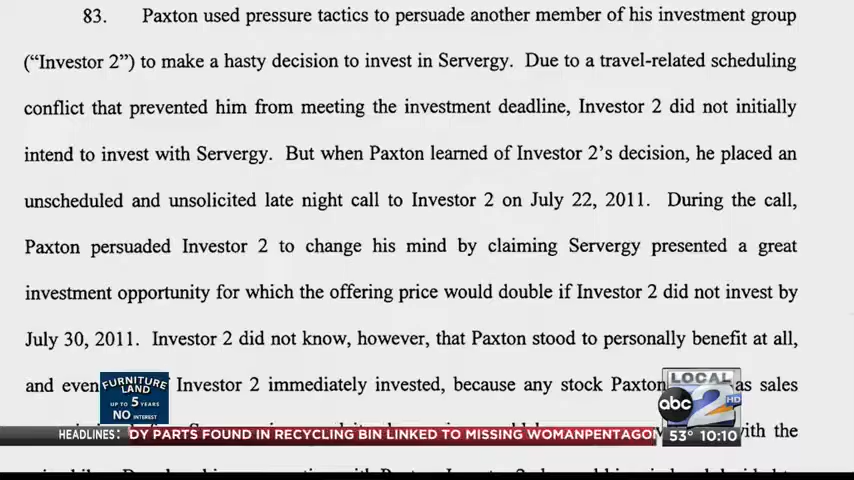 83. Paxton used pressure tactics to persuade another member of his investment group
(“Investor 2”) to make a hasty decision to invest in Servergy. Due to a travel-related scheduling
conflict that prevented him from meeting the investment deadline, Investor 2 did not initially
intend to invest with Servergy. But when Paxton learned of Investor 2’s decision, he placed an
unscheduled and unsolicited late night call to Investor 2 on July 22, 2011. During the call,
Paxton persuaded Investor 2 to change his mind by claiming Servergy presented a great
investment opportunity for which the offering price would double if Investor 2 did not invest by
July 30, 2011. Investor 2 did not know, however, that Paxton stood to personally benefit at all,
and even Investor 2 immediately invested, because any stock Paxton as sales
with the
FURNITURE
LAND
UP TO 5 YEARS
NO INTEREST
LOCAL
abc 2 HD
HEADLINES: DY PARTS FOUND IN RECYCLING BIN LINKED TO MISSING WOMANPENTAGON 53° 10:10